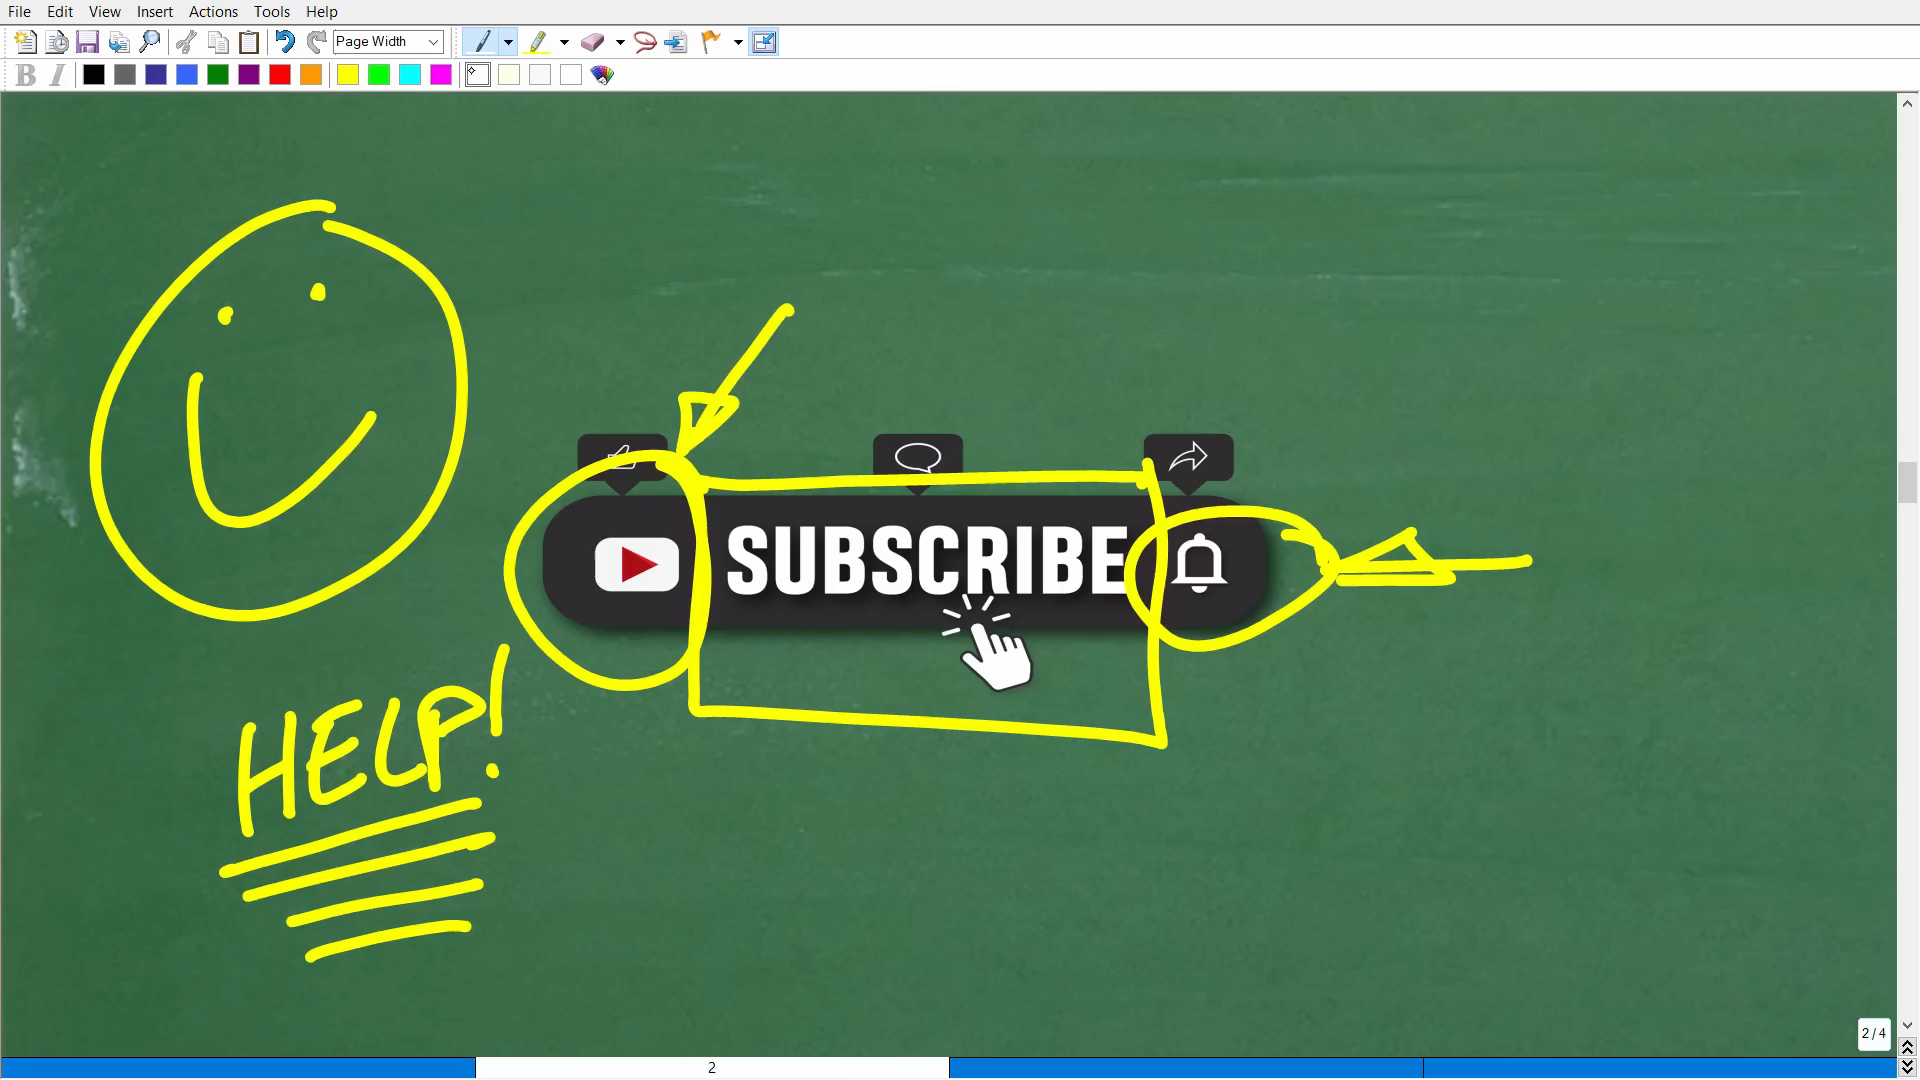 File Edit View Insert Actions Tools Help
Page Width
B I
SUBSCRIBE
HELP!
2 / 4
2